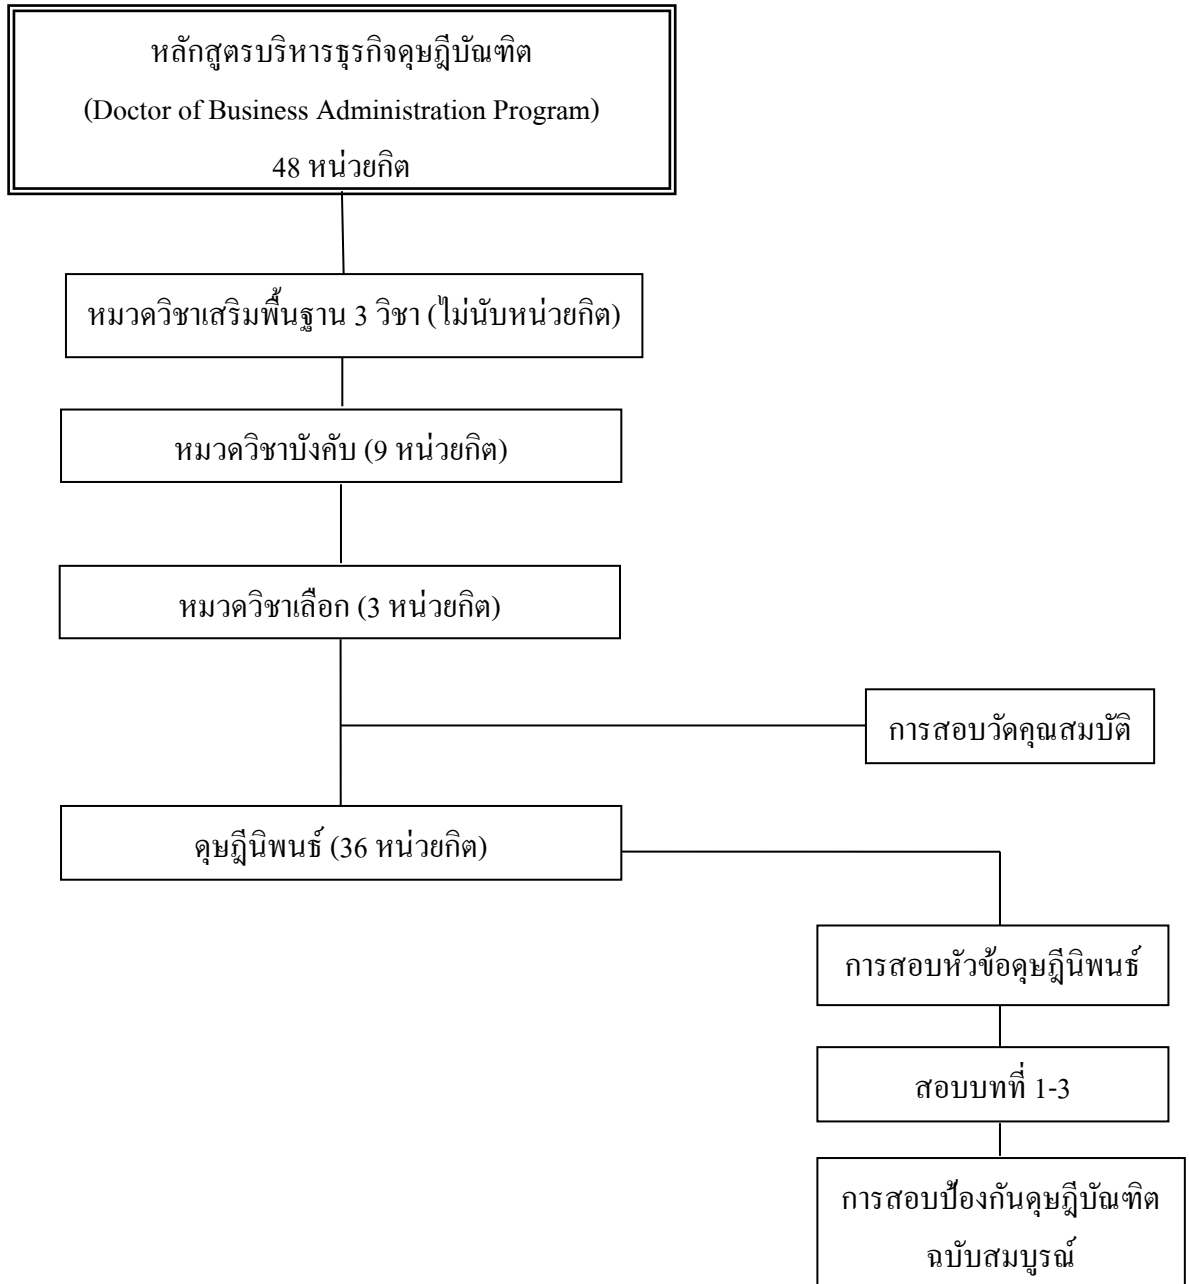 หลักสูตรบริหารธุรกิจดุษฎีบัณฑิต
(Doctor of Business Administration Program)
48 หน่วยกิต
หมวดวิชาเสริมพื้นฐาน 3 วิชา (ไม่นับหน่วยกิต)
หมวดวิชาบังคับ (9 หน่วยกิต)
หมวดวิชาเลือก (3 หน่วยกิต)
การสอบวัดคุณสมบัติ
ดุษฎีนิพนธ์ (36 หน่วยกิต)
การสอบหัวข้อดุษฎีนิพนธ์
สอบบทที่ 1-3
การสอบป้องกันดุษฎีบัณฑิต
ฉบับสมบูรณ์